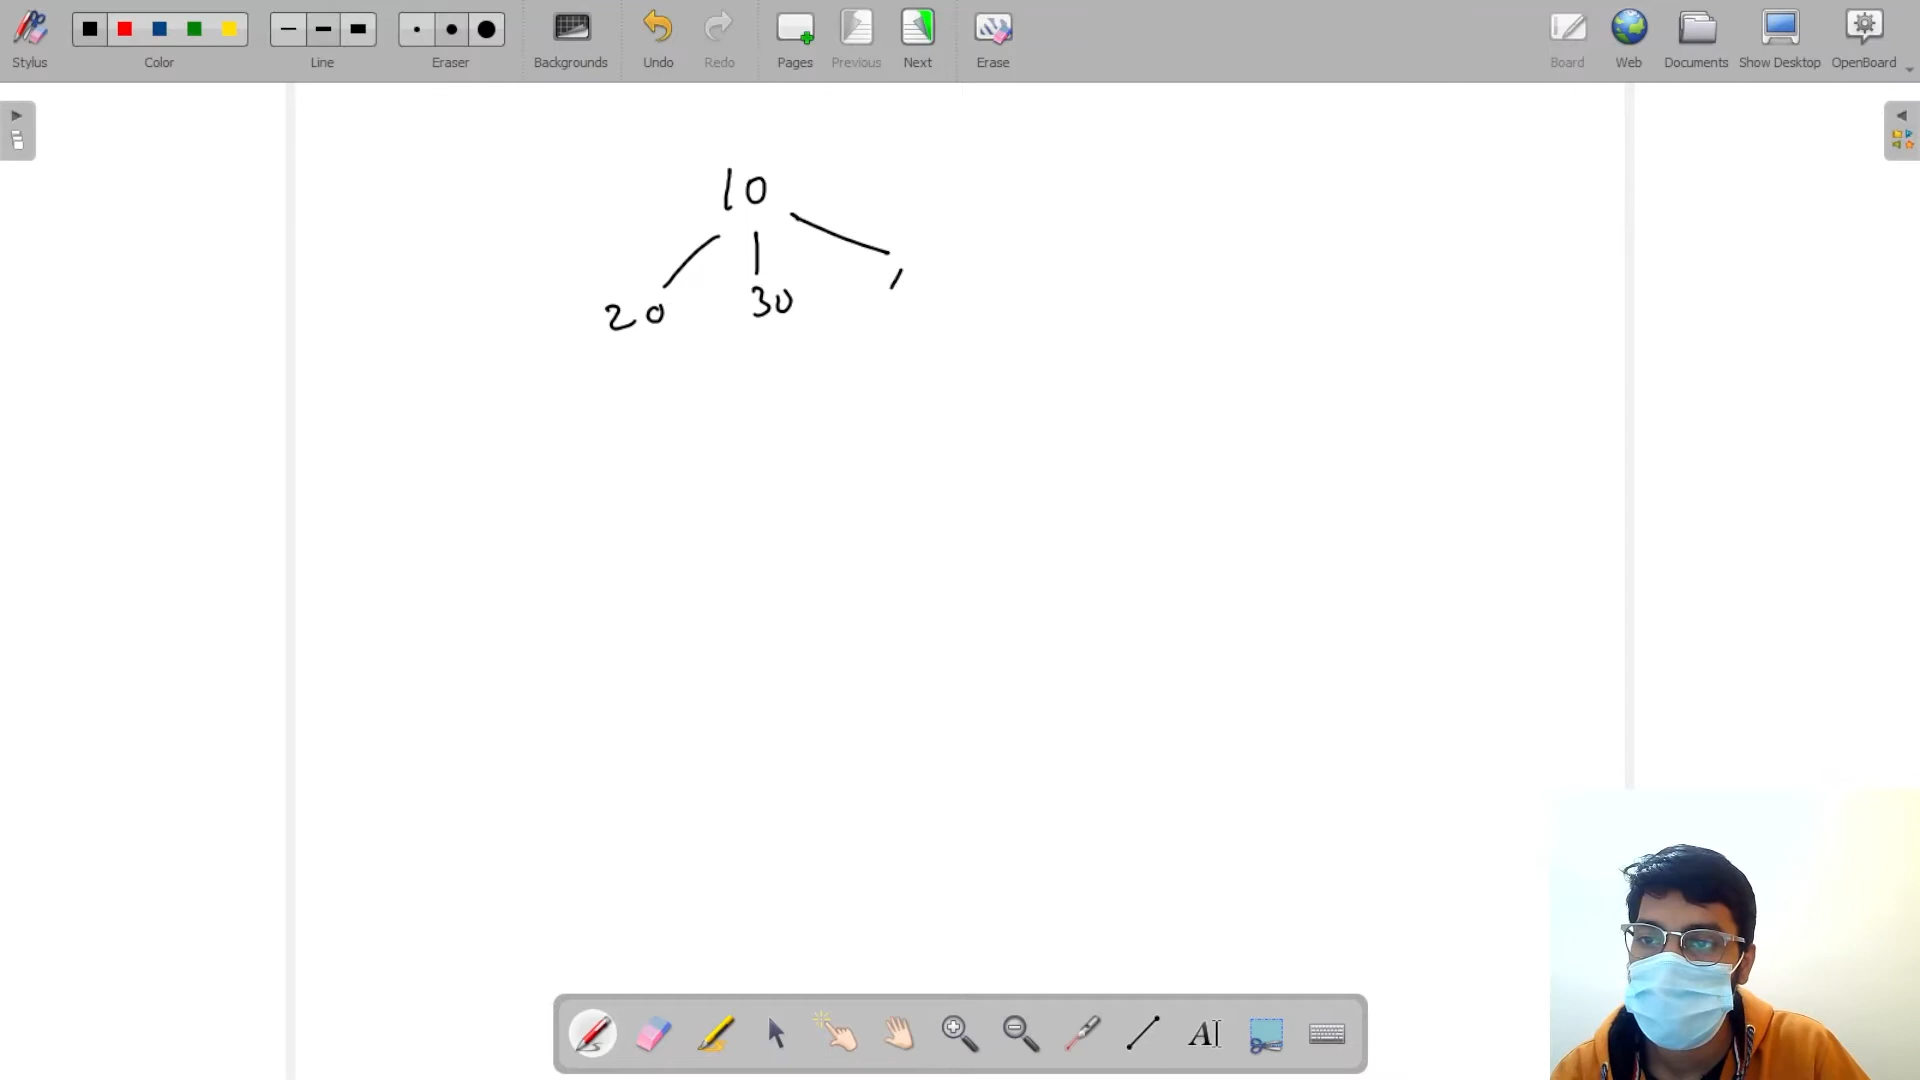 Stylus Color Line Eraser Backgrounds Undo Redo Pages Previous Next Erase Board Web Documents Show Desktop OpenBoard
10
20 30
AI